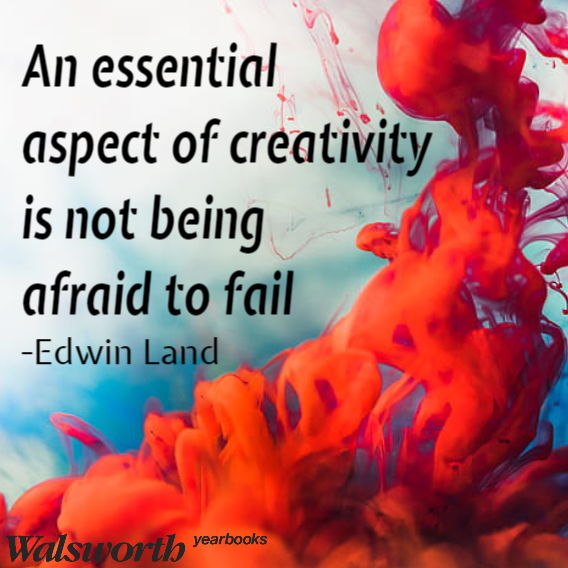 An essential
aspect of creativity
is not being
afraid to fail
-Edwin Land
Walsworth yearbooks